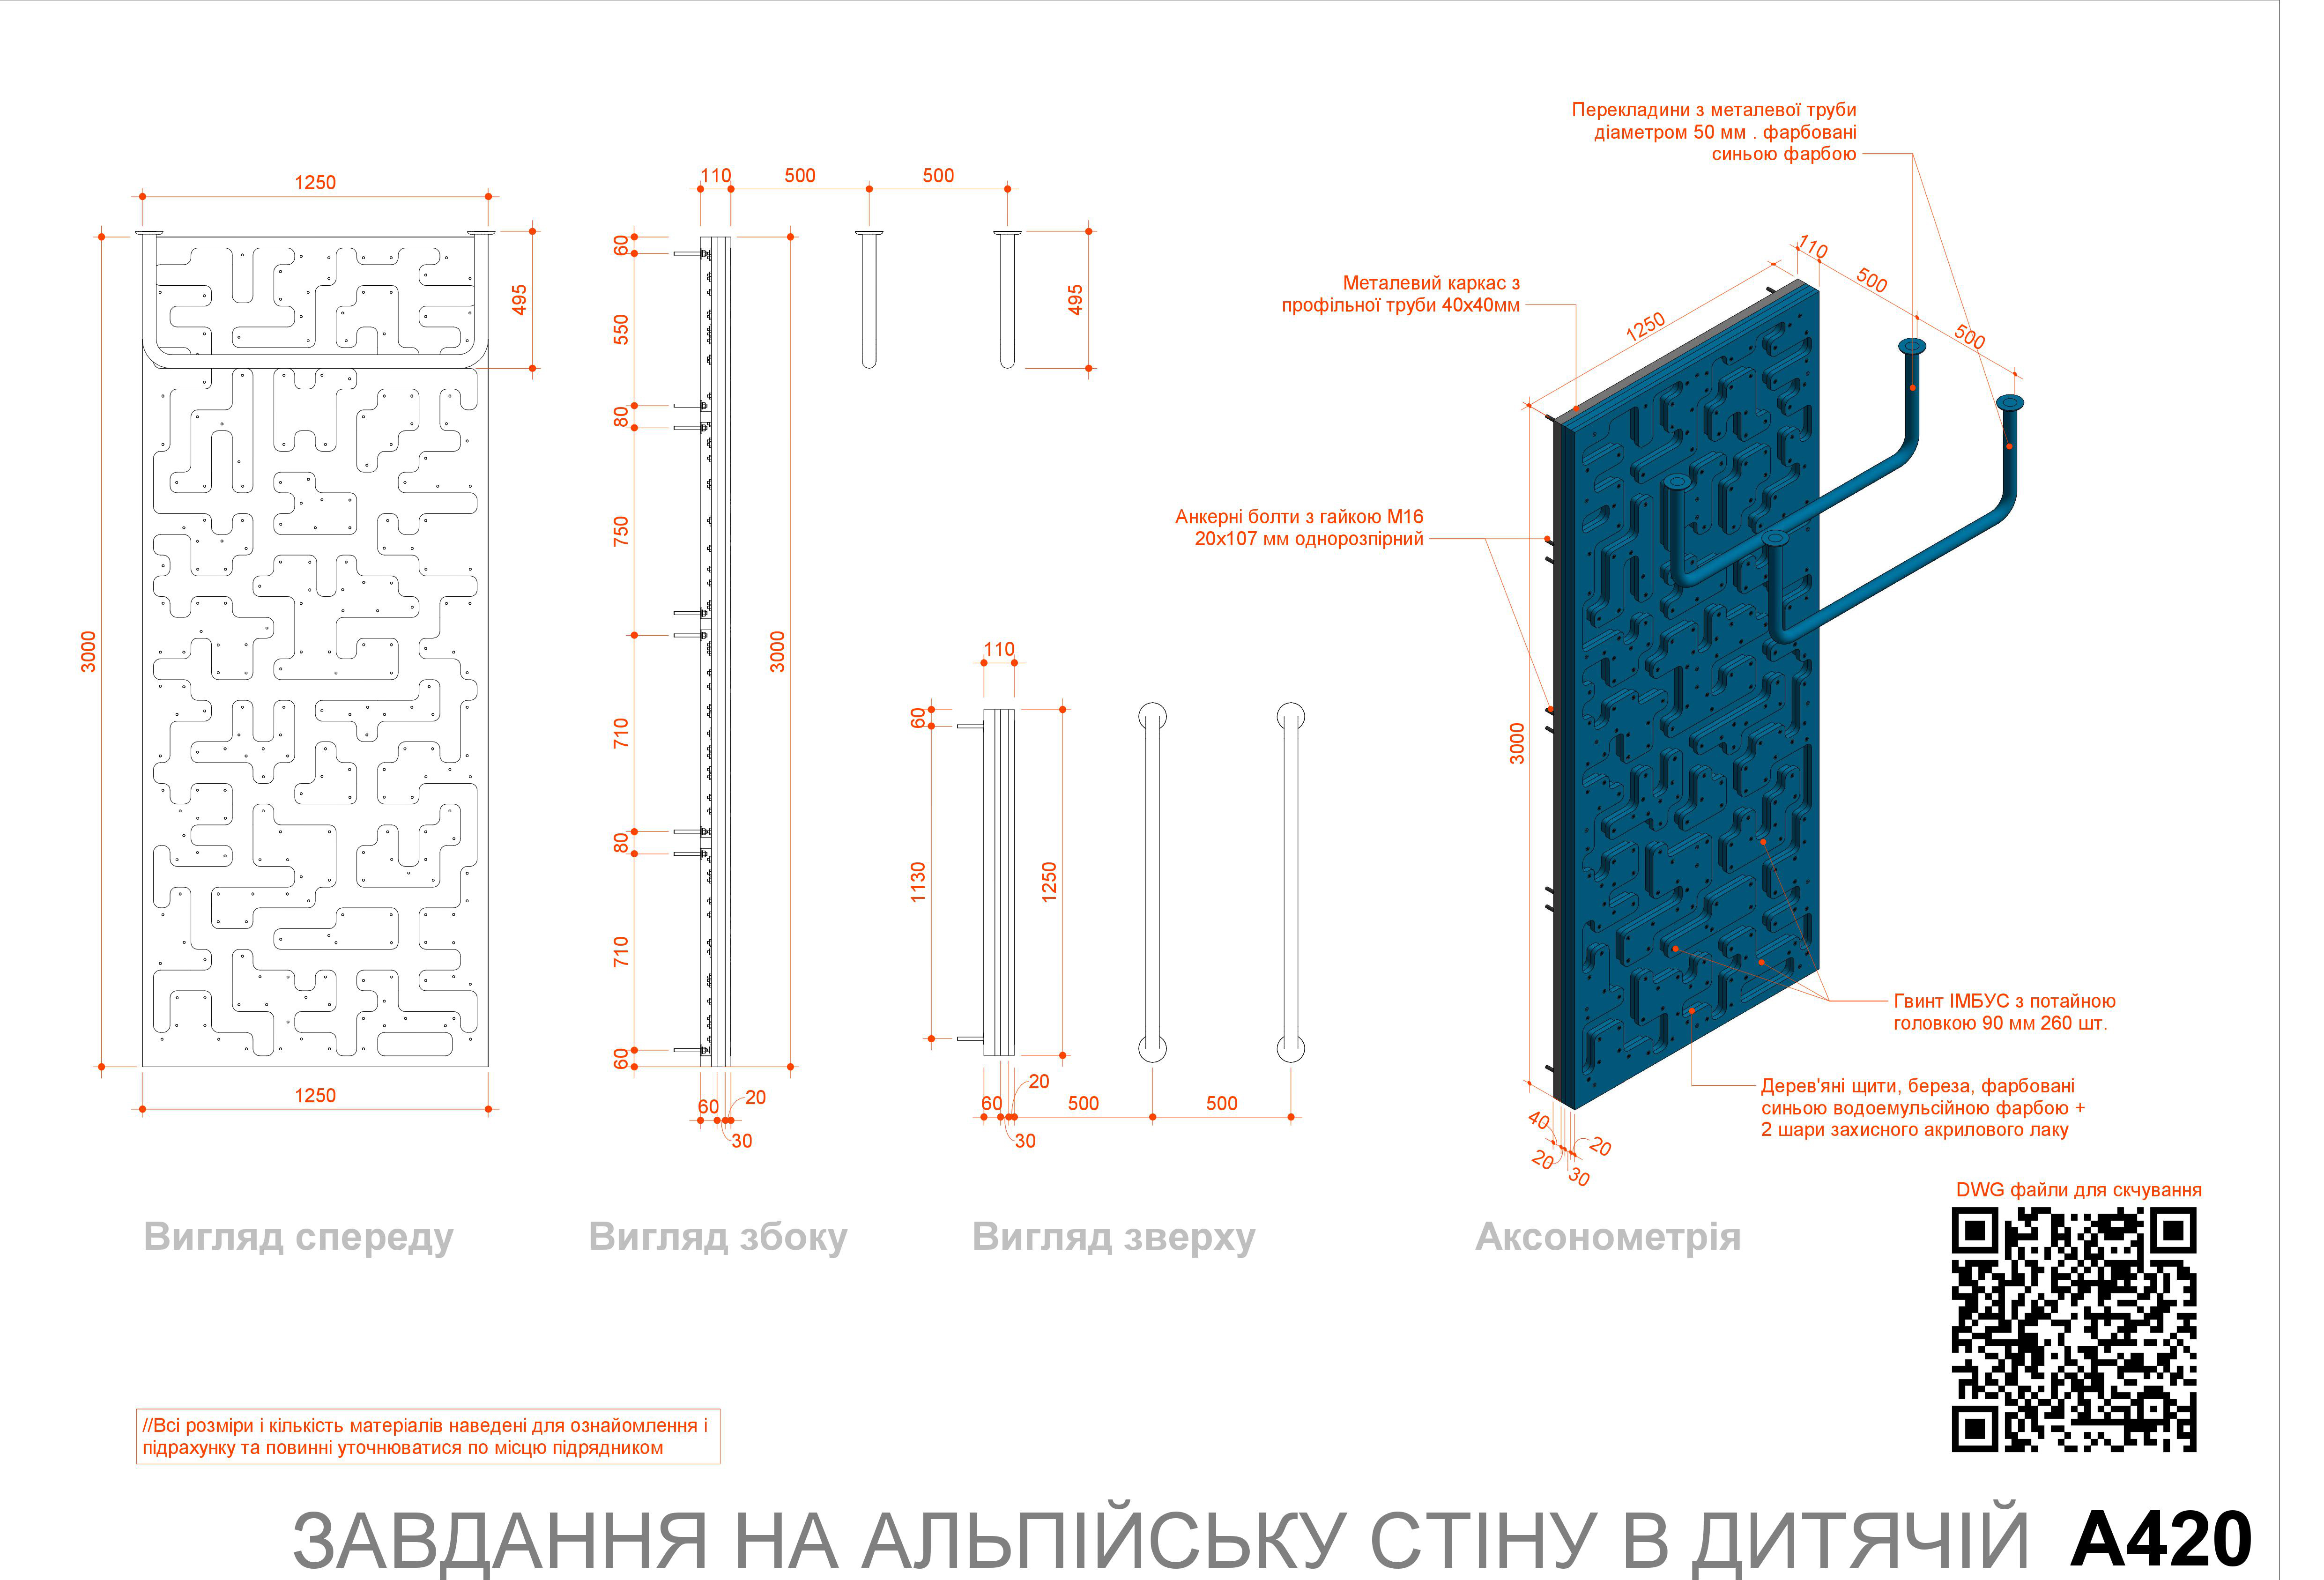 1250
3000
495
1250
110
500
500
60
550
80
750
710
80
710
60
3000
495
60
20
30
110
60
1130
1250
20
60
500
500
30
Перекладини з металевої труби
діаметром 50 мм . фарбовані
синьою фарбою
Металевий каркас з
профільної труби 40х40мм
Анкерні болти з гайкою М16
20х107 мм однорозпірний
110
500
500
1250
3000
40
20
20
30
Гвинт ІМБУС з потайною
головкою 90 мм 260 шт.
Дерев'яні щити, береза, фарбовані
синьою водоемульсійною фарбою +
2 шари захисного акрилового лаку
DWG файли для скчування
Вигляд спереду
Вигляд збоку
Вигляд зверху
Аксонометрія
//Всі розміри і кількість матеріалів наведені для ознайомлення і
підрахунку та повинні уточнюватися по місцю підрядником
ЗАВДАННЯ НА АЛЬПІЙСЬКУ СТІНУ В ДИТЯЧІЙ A420